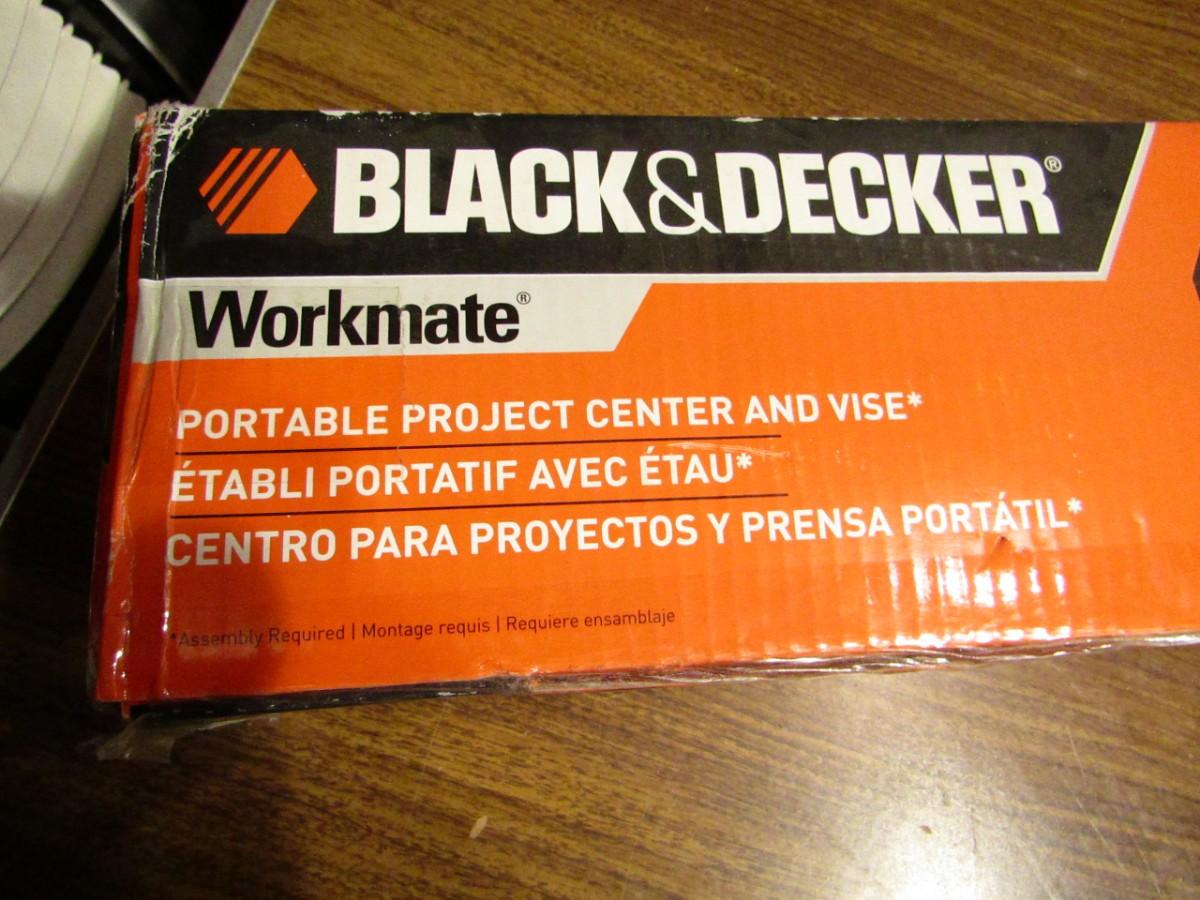 BLACK&DECKER®
Workmate®
PORTABLE PROJECT CENTER AND VISE*
ÉTABLI PORTATIF AVEC ÉTAU*
CENTRO PARA PROYECTOS Y PRENSA PORTÁTIL*
*Assembly Required | Montage requis | Requiere ensamblaje